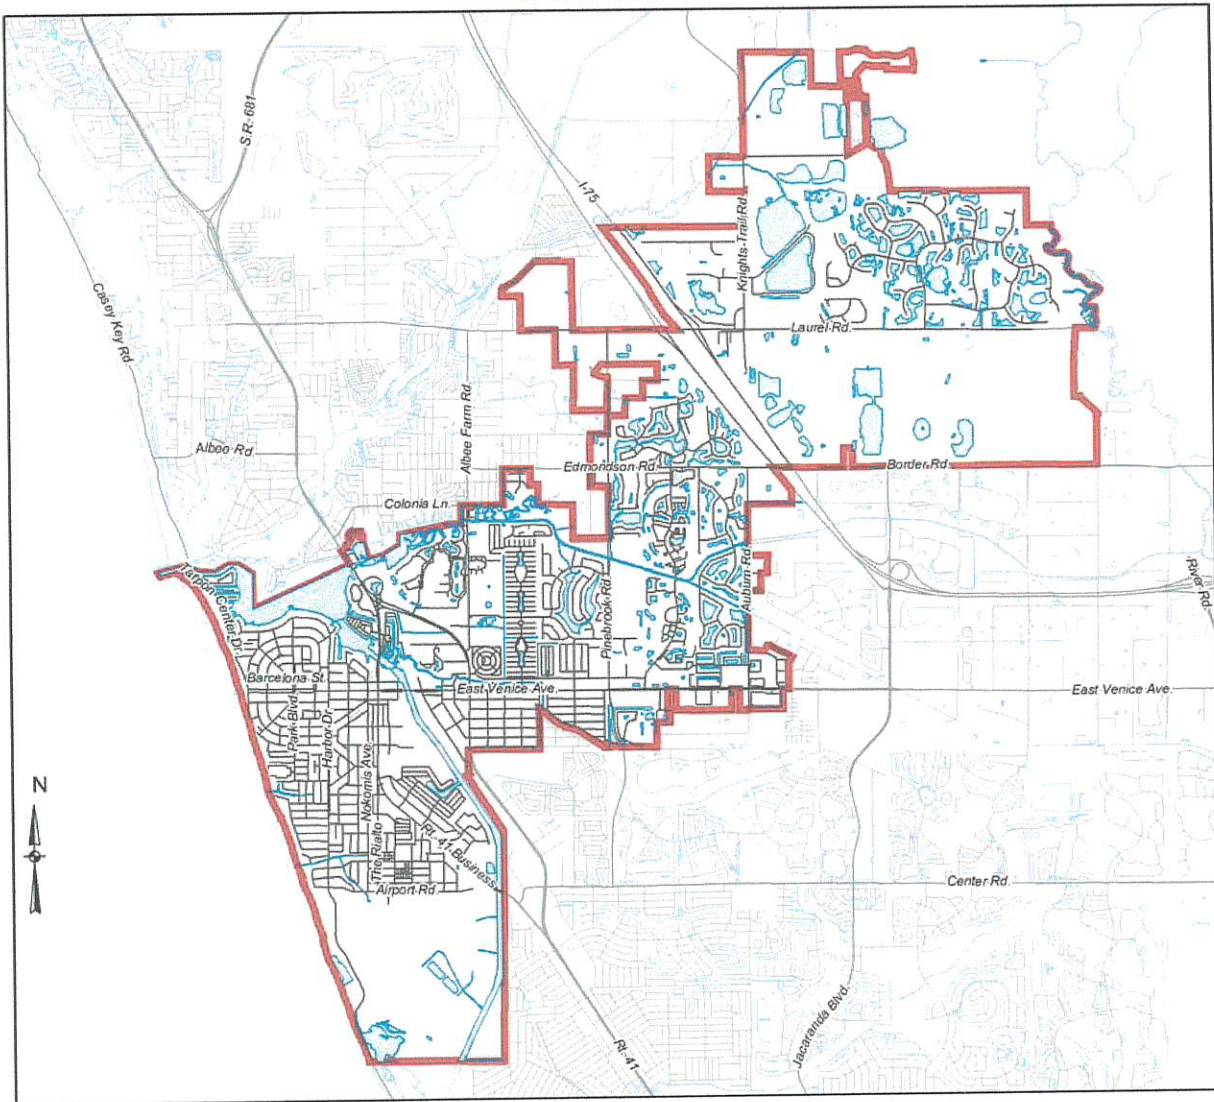 S.R. 681
I-75
Knights Trail Rd.
Casey Key Rd
Laurel Rd.
Albee Farm Rd.
Albee Rd.
Edmondson Rd.
Border Rd.
Colonia Ln.
Tarpon Center Dr.
Pinebrook Rd
Auburn Rd.
River Rd.
Barcelona St.
East Venice Ave.
East Venice Ave.
Park Blvd.
Harbor Dr.
Nokomis Ave.
N
The Rialto
Rt. 41 Business
Airport Rd.
Center Rd.
Jacaranda Blvd.
Rt. 41